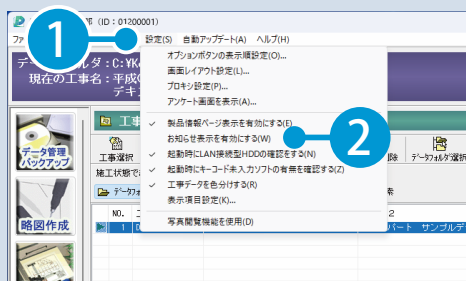 部 (ID : 01200001)
1
設定(S) 自動アップデート(A) ヘルプ(H)
オプションボタンの表示順設定(O)...
画面レイアウト設定(L)...
プロキシ設定(P)...
アンケート画面を表示(A)...
製品情報ページ表示を有効にする(E)
お知らせ表示を有効にする(W)
2
起動時にLAN接続型HDDの確認をする(N)
起動時にキーコード未入力ソフトの有無を確認する(Z)
工事データを色分けする(R)
表示項目設定(K)...
写真閲覧機能を使用(D)
現在の工事名 : 平成
デキ
データ管理
バックアップ
略図作成
工事選択
データフォルダ選択
施工状態で
NO.
1
2
パート サンプルデ